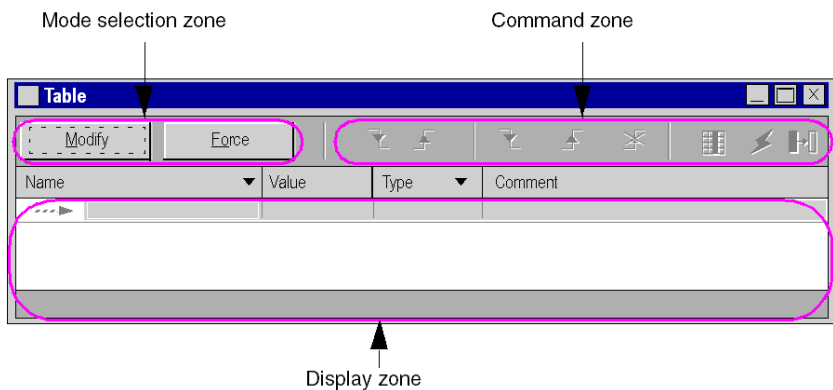 Mode selection zone
Command zone
Table
Modify
Force
Name
Value
Type
Comment
Display zone